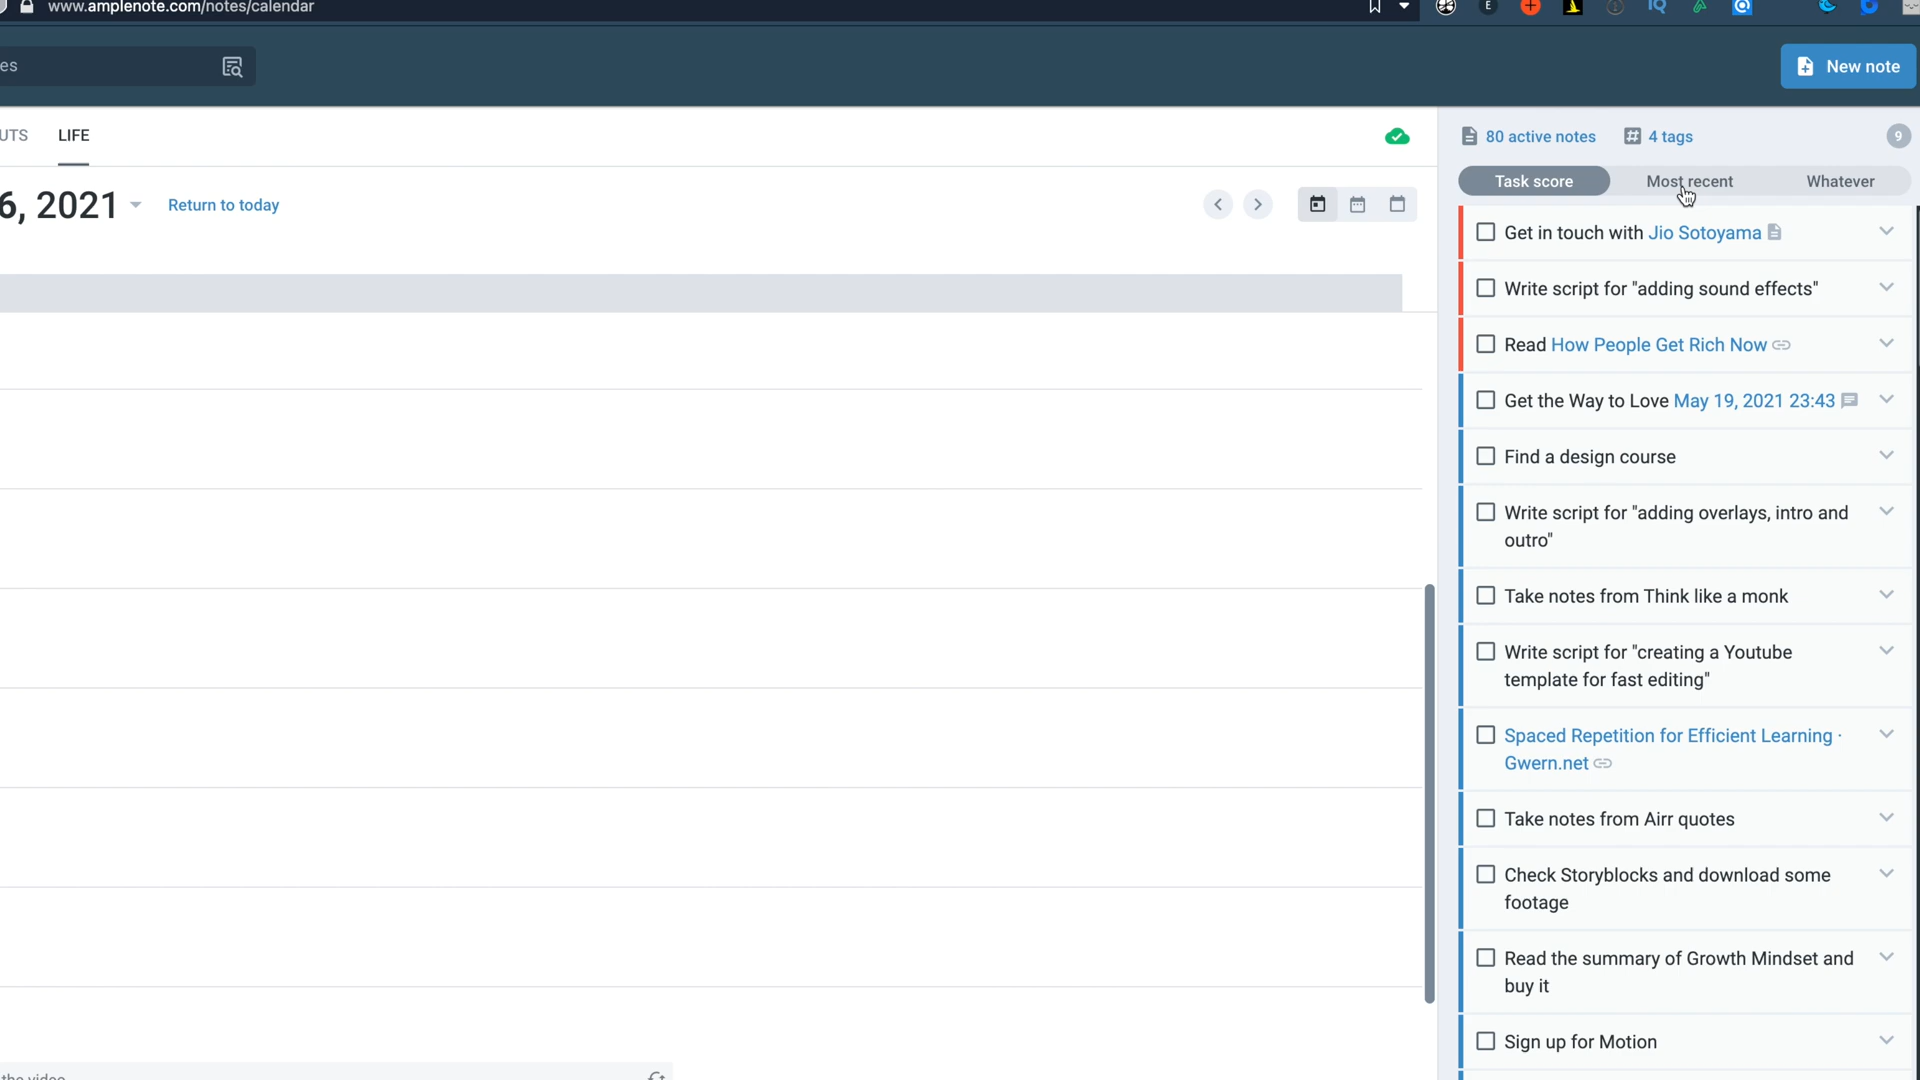 www.amplenote.com/notes/calendar
E
IQ
es
New note
UTS LIFE
80 active notes 4 tags 9
6, 2021 Return to today
Task score Most recent Whatever
Get in touch with Jio Sotoyama
Write script for "adding sound effects"
Read How People Get Rich Now
Get the Way to Love May 19, 2021 23:43
Find a design course
Write script for "adding overlays, intro and
outro"
Take notes from Think like a monk
Write script for "creating a Youtube
template for fast editing"
Spaced Repetition for Efficient Learning ·
Gwern.net
Take notes from Airr quotes
Check Storyblocks and download some
footage
Read the summary of Growth Mindset and
buy it
Sign up for Motion
the video